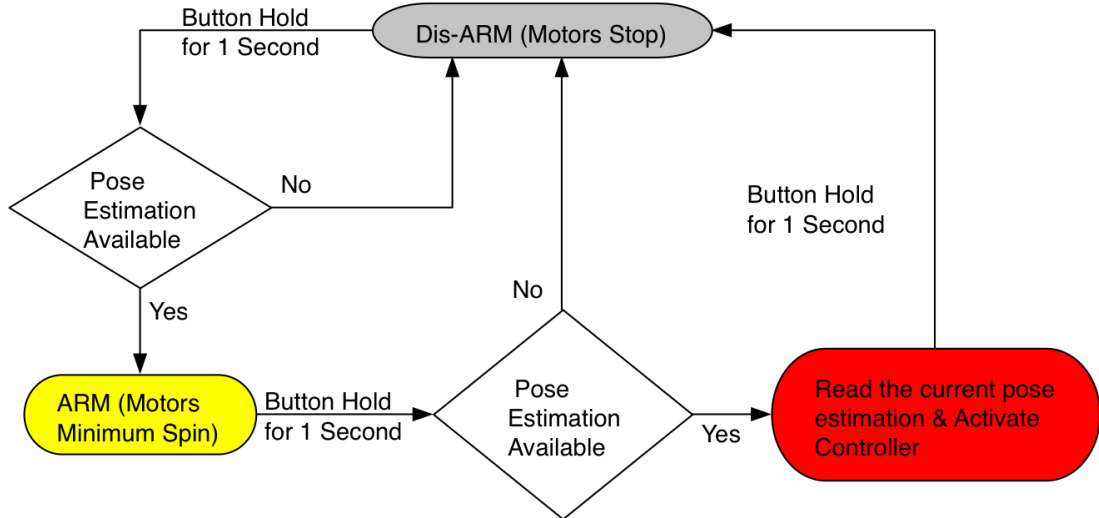 Button Hold
for 1 Second
Dis-ARM (Motors Stop)
Pose
Estimation
Available
No
Yes
ARM (Motors
Minimum Spin)
Button Hold
for 1 Second
Pose
Estimation
Available
No
Yes
Read the current pose
estimation & Activate
Controller
Button Hold
for 1 Second